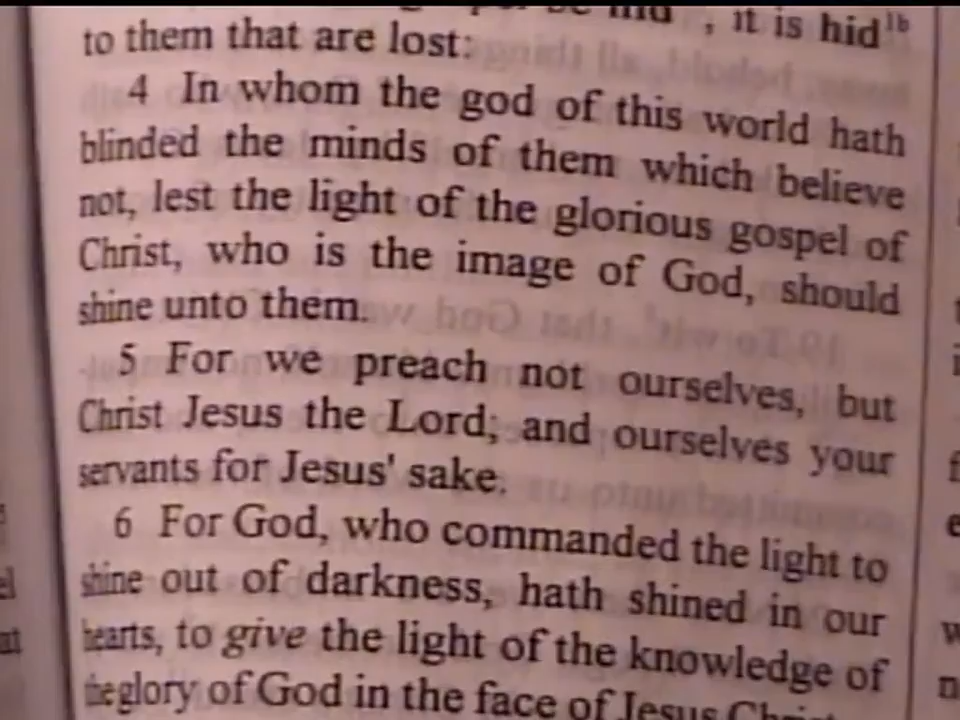 be hid, it is hid1b
to them that are lost:
4 In whom the god of this world hath
blinded the minds of them which believe
not, lest the light of the glorious gospel of
Christ, who is the image of God, should
shine unto them.
5 For we preach not ourselves, but
Christ Jesus the Lord; and ourselves your
servants for Jesus' sake.
6 For God, who commanded the light to
shine out of darkness, hath shined in our
hearts, to give the light of the knowledge of
the glory of God in the face of Jesus Christ